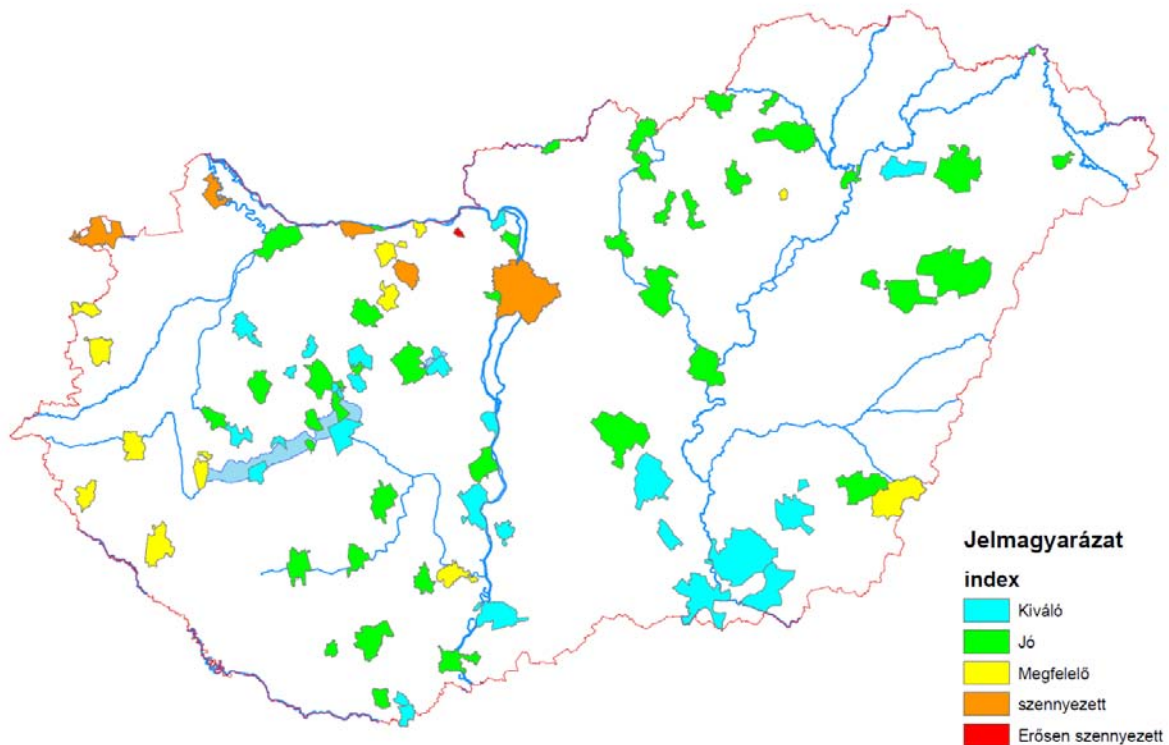 Jelmagyarázat
index
Kiváló
Jó
Megfelelő
szennyezett
Erősen szennyezett